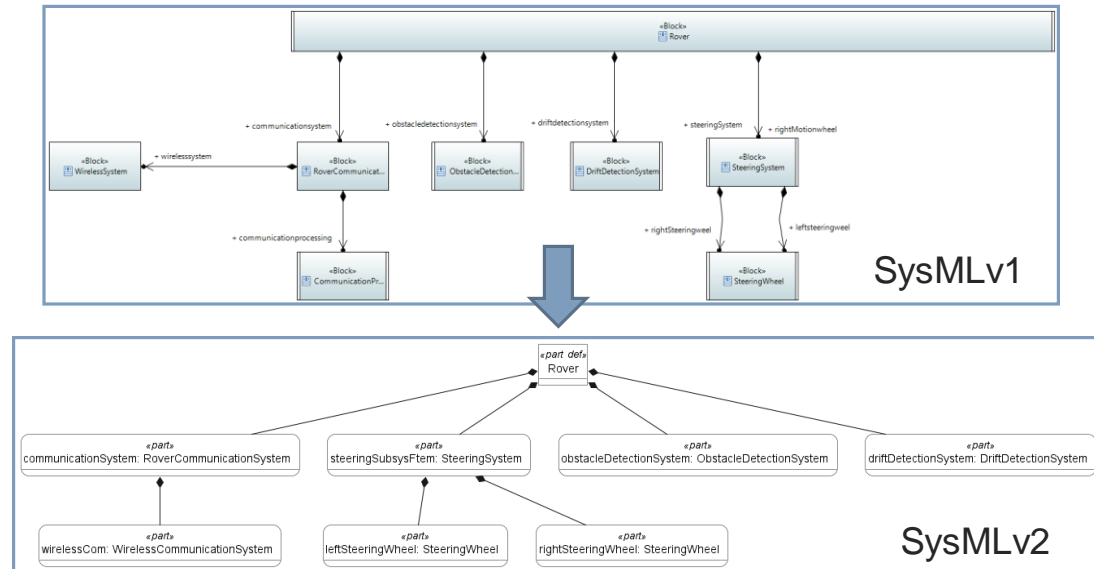 «Block»
Rover
+ communicationsystem
+ obstacledetectionsystem
+ driftdetectionsystem
+ steeringSystem
+ rightMotionwheel
+ wirelesssystem
«Block»
WirelessSystem
«Block»
RoverCommunicat...
«Block»
ObstacleDetection...
«Block»
DriftDetectionSystem
«Block»
SteeringSystem
+ communicationprocessing
+ rightSteeringweel
+ leftsteeringweel
«Block»
CommunicationPr...
«Block»
SteeringWheel
SysMLv1
«part def»
Rover
«part»
communicationSystem: RoverCommunicationSystem
«part»
steeringSubsysFtem: SteeringSystem
«part»
obstacleDetectionSystem: ObstacleDetectionSystem
«part»
driftDetectionSystem: DriftDetectionSystem
«part»
wirelessCom: WirelessCommunicationSystem
«part»
leftSteeringWheel: SteeringWheel
«part»
rightSteeringWheel: SteeringWheel
SysMLv2